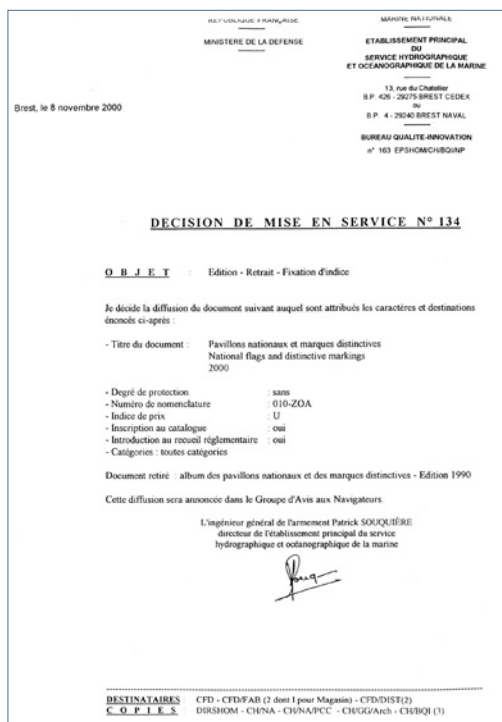 REPUBLIQUE FRANÇAISE
MINISTERE DE LA DEFENSE
MARINE NATIONALE
ETABLISSEMENT PRINCIPAL
DU
SERVICE HYDROGRAPHIQUE
ET OCEANOGRAPHIQUE DE LA MARINE
13, rue du Chatellier
B.P. 426 - 29275 BREST CEDEX
ou
B.P. 4 - 29240 BREST NAVAL
BUREAU QUALITE-INNOVATION
n° 163 EPSHOM/CH/BQI/NP
Brest, le 8 novembre 2000
DECISION DE MISE EN SERVICE N° 134
OBJET : Edition - Retrait - Fixation d'indice
Je décide la diffusion du document suivant auquel sont attribués les caractères et destinations
énoncés ci-après :
- Titre du document : Pavillons nationaux et marques distinctives
National flags and distinctive markings
2000
- Degré de protection : sans
- Numéro de nomenclature : 010-ZOA
- Indice de prix : U
- Inscription au catalogue : oui
- Introduction au recueil réglementaire : oui
- Catégories : toutes catégories
Document retiré : album des pavillons nationaux et des marques distinctives - Edition 1990
Cette diffusion sera annoncée dans le Groupe d'Avis aux Navigateurs.
L'ingénieur général de l'armement Patrick SOUQUIÈRE
directeur de l'établissement principal du service
hydrographique et océanographique de la marine
DESTINATAIRES : CFD - CFD/FAB (2 dont 1 pour Magasin) - CFD/DIST(2)
COPIES : DIRSHOM - CH/NA - CH/NA/PCC - CH/GG/Arch - CH/BQI (3)